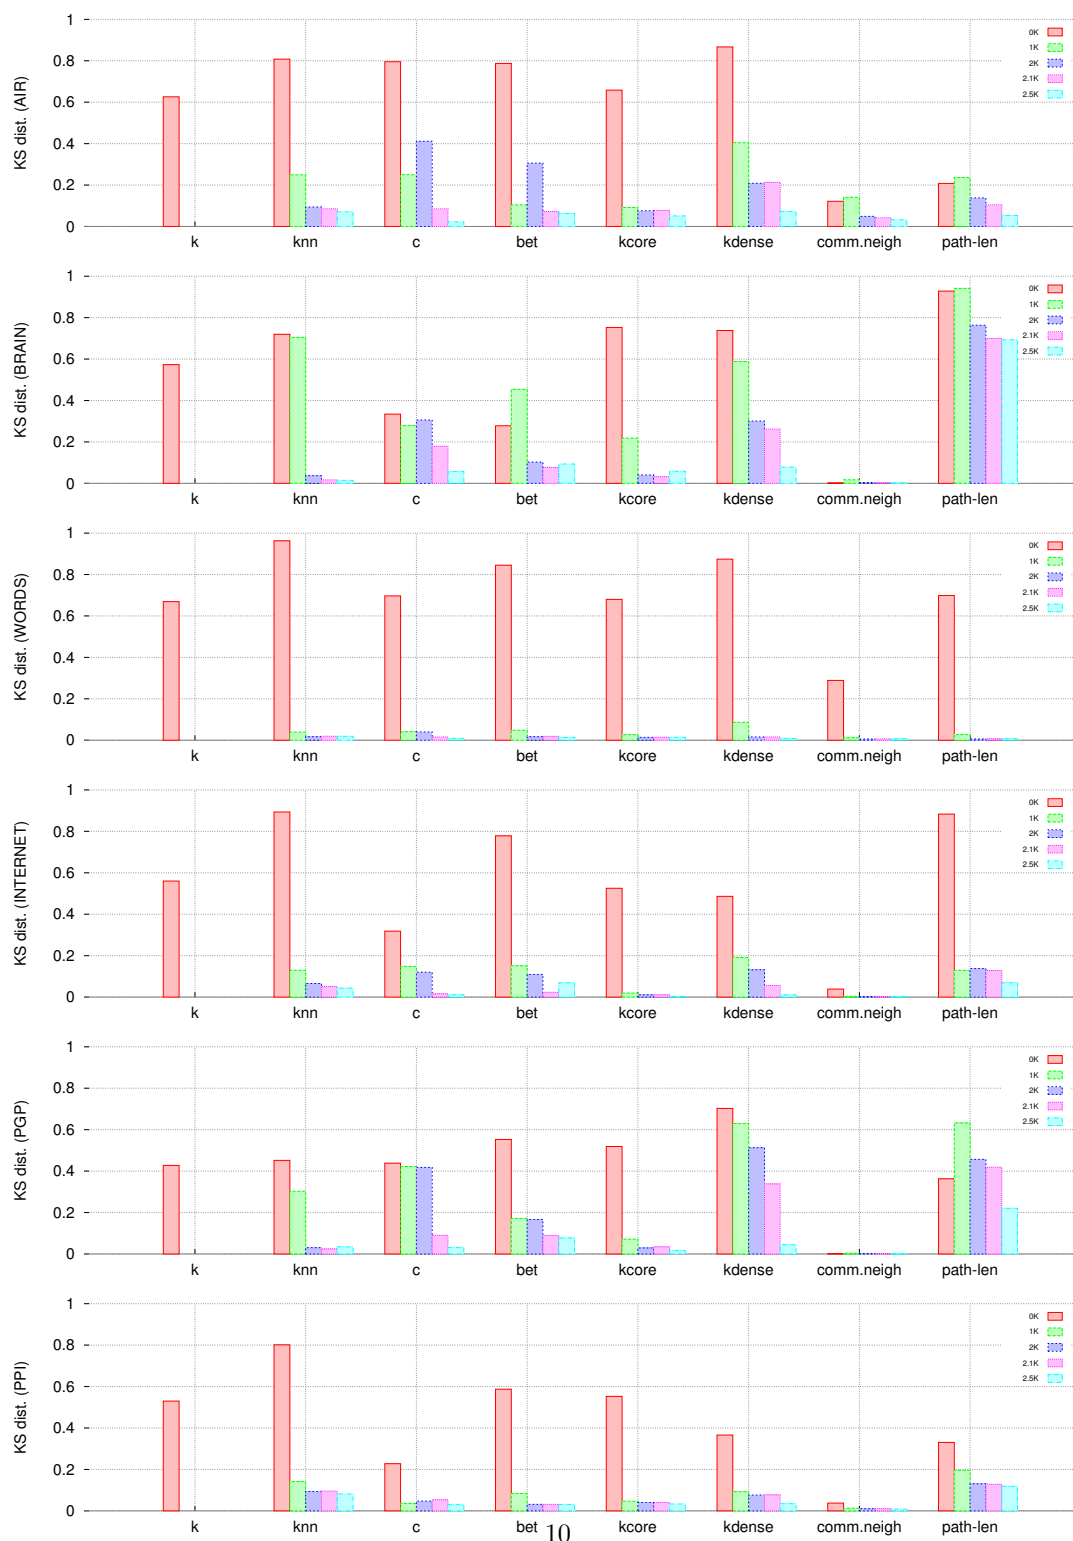 KS dist. (AIR)
1
0.8
0.6
0.4
0.2
0
k knn c bet kcore kdense comm.neigh path-len
0K
1K
2K
2.1K
2.5K
KS dist. (BRAIN)
1
0.8
0.6
0.4
0.2
0
k knn c bet kcore kdense comm.neigh path-len
0K
1K
2K
2.1K
2.5K
KS dist. (WORDS)
1
0.8
0.6
0.4
0.2
0
k knn c bet kcore kdense comm.neigh path-len
0K
1K
2K
2.1K
2.5K
KS dist. (INTERNET)
1
0.8
0.6
0.4
0.2
0
k knn c bet kcore kdense comm.neigh path-len
0K
1K
2K
2.1K
2.5K
KS dist. (PGP)
1
0.8
0.6
0.4
0.2
0
k knn c bet kcore kdense comm.neigh path-len
0K
1K
2K
2.1K
2.5K
KS dist. (PPI)
1
0.8
0.6
0.4
0.2
0
k knn c bet kcore kdense comm.neigh path-len
0K
1K
2K
2.1K
2.5K
10